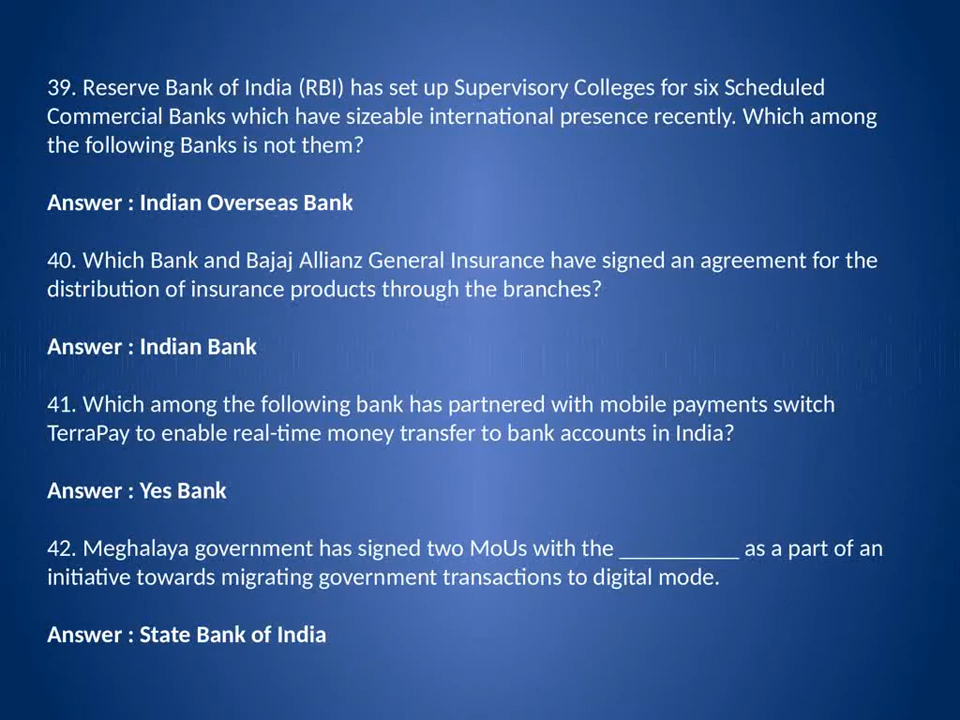 39. Reserve Bank of India (RBI) has set up Supervisory Colleges for six Scheduled
Commercial Banks which have sizeable international presence recently. Which among
the following Banks is not them?
Answer : Indian Overseas Bank
40. Which Bank and Bajaj Allianz General Insurance have signed an agreement for the
distribution of insurance products through the branches?
Answer : Indian Bank
41. Which among the following bank has partnered with mobile payments switch
TerraPay to enable real-time money transfer to bank accounts in India?
Answer : Yes Bank
42. Meghalaya government has signed two MoUs with the __________ as a part of an
initiative towards migrating government transactions to digital mode.
Answer : State Bank of India